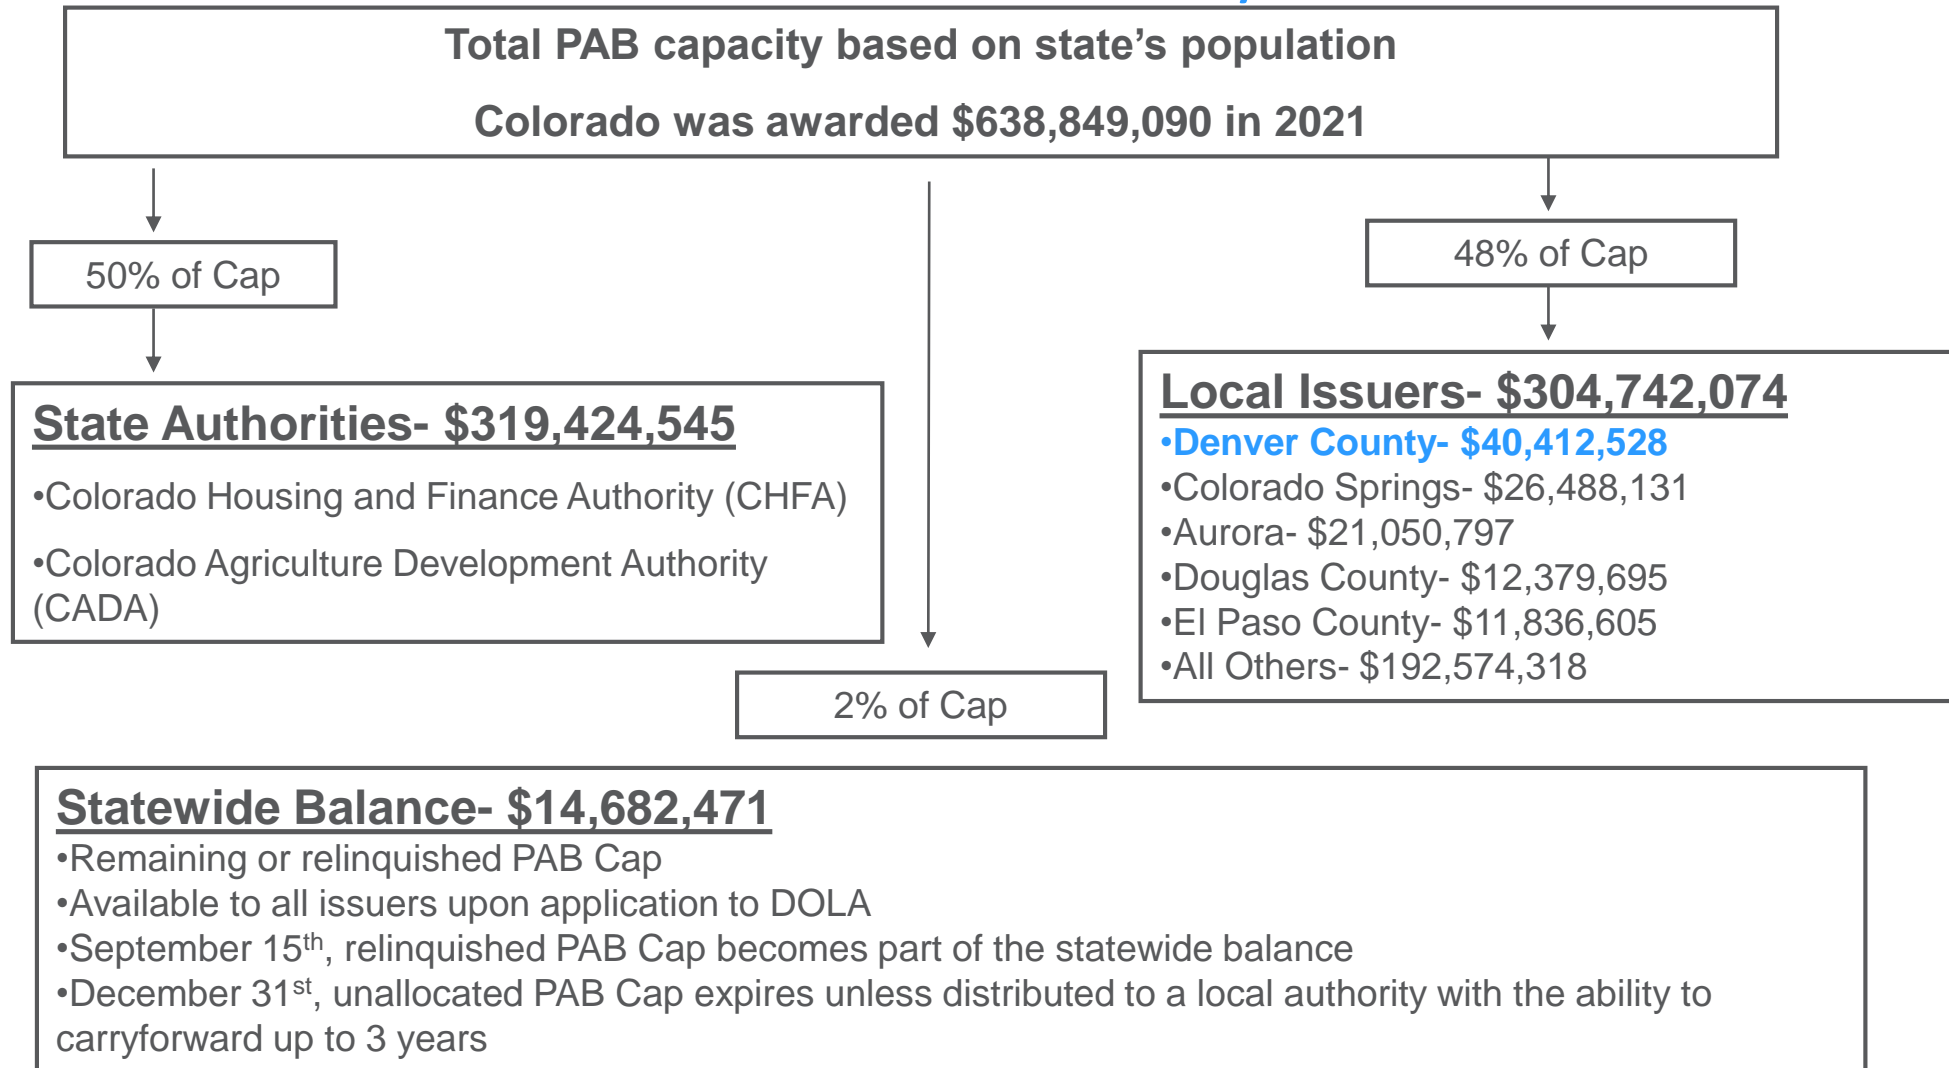 Total PAB capacity based on state’s population
Colorado was awarded $638,849,090 in 2021
50% of Cap
48% of Cap
State Authorities- $319,424,545
•Colorado Housing and Finance Authority (CHFA)
•Colorado Agriculture Development Authority
(CADA)
Local Issuers- $304,742,074
•Denver County- $40,412,528
•Colorado Springs- $26,488,131
•Aurora- $21,050,797
•Douglas County- $12,379,695
•El Paso County- $11,836,605
•All Others- $192,574,318
2% of Cap
Statewide Balance- $14,682,471
•Remaining or relinquished PAB Cap
•Available to all issuers upon application to DOLA
•September 15th, relinquished PAB Cap becomes part of the statewide balance
•December 31st, unallocated PAB Cap expires unless distributed to a local authority with the ability to
carryforward up to 3 years